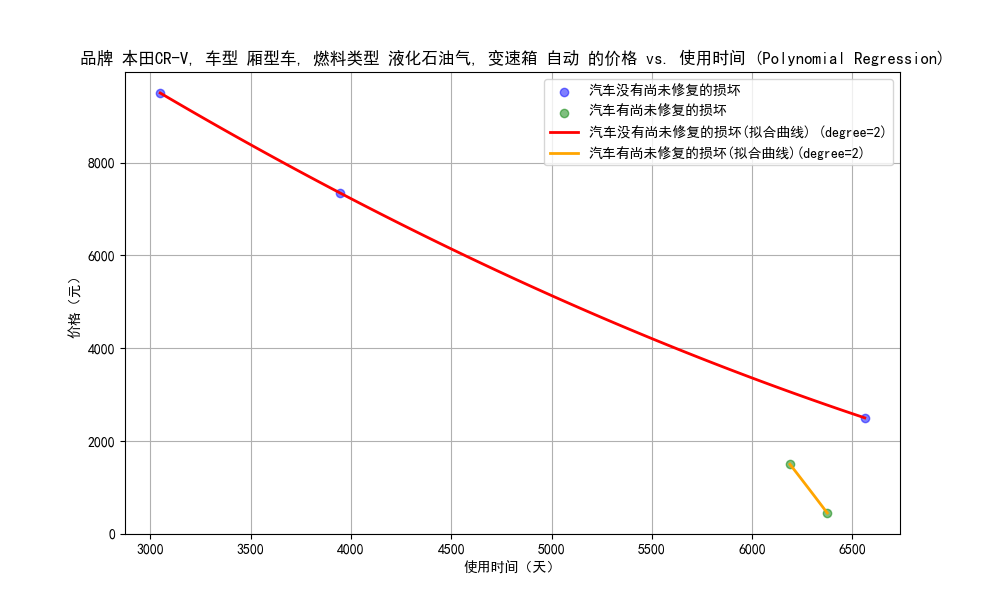 品牌 本田CR-V, 车型 厢型车, 燃料类型 液化石油气, 变速箱 自动 的价格 vs. 使用时间 (Polynomial Regression)
汽车没有尚未修复的损坏
汽车有尚未修复的损坏
汽车没有尚未修复的损坏(拟合曲线) (degree=2)
汽车有尚未修复的损坏(拟合曲线)(degree=2)
价格（元）
8000
6000
4000
2000
0
3000 3500 4000 4500 5000 5500 6000 6500
使用时间（天）